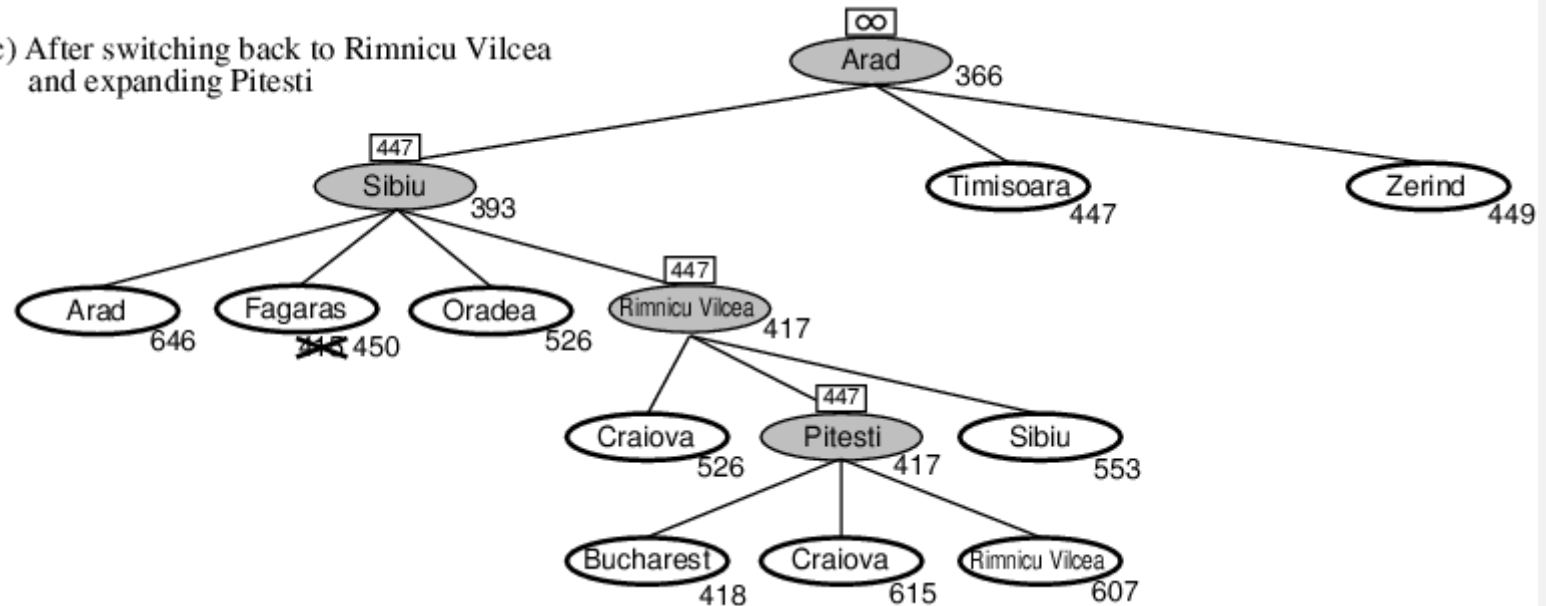 c) After switching back to Rimnicu Vilcea
and expanding Pitesti
∞
Arad
366
447
Sibiu
393
Timisoara
447
Zerind
449
Arad
646
Fagaras
450
Oradea
526
447
Rimnicu Vilcea
417
Craiova
526
447
Pitesti
417
Sibiu
553
Bucharest
418
Craiova
615
Rimnicu Vilcea
607